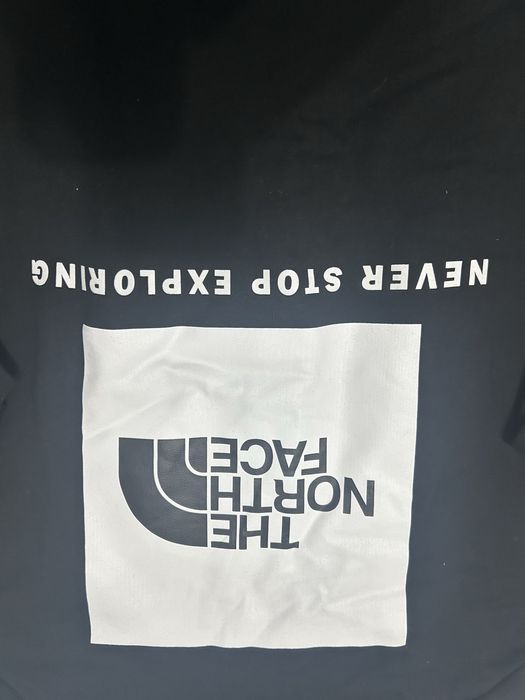 THE
NORTH
FACE
NEVER STOP EXPLORING